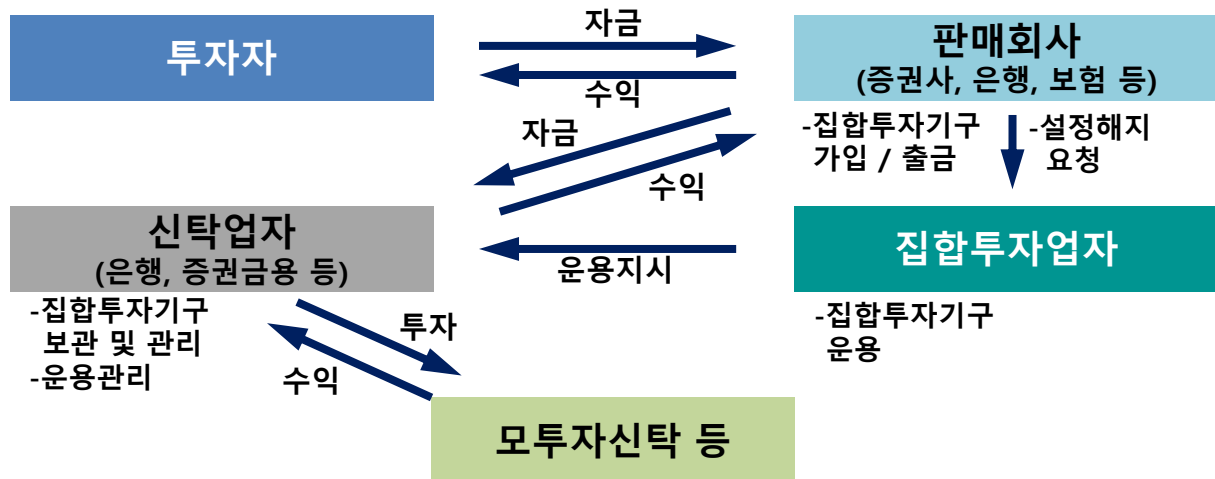 투자자
자금
수익
판매회사
(증권사, 은행, 보험 등)
-집합투자기구
가입 / 출금
-설정해지
요청
자금
수익
신탁업자
(은행, 증권금융 등)
-집합투자기구
보관 및 관리
-운용관리
운용지시
집합투자업자
-집합투자기구
운용
투자
수익
모투자신탁 등